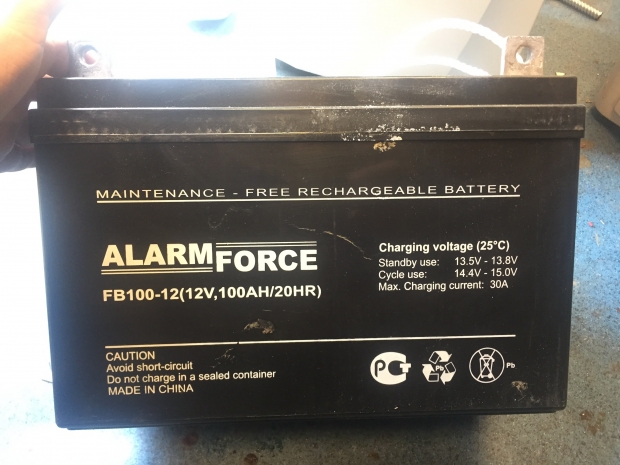 MAINTENANCE - FREE RECHARGEABLE BATTERY
ALARM FORCE
FB100-12(12V,100AH/20HR)
Charging voltage (25°C)
Standby use: 13.5V - 13.8V
Cycle use: 14.4V - 15.0V
Max. Charging current: 30A
CAUTION
Avoid short-circuit
Do not charge in a sealed container
MADE IN CHINA
РСТ
Pb
Pb